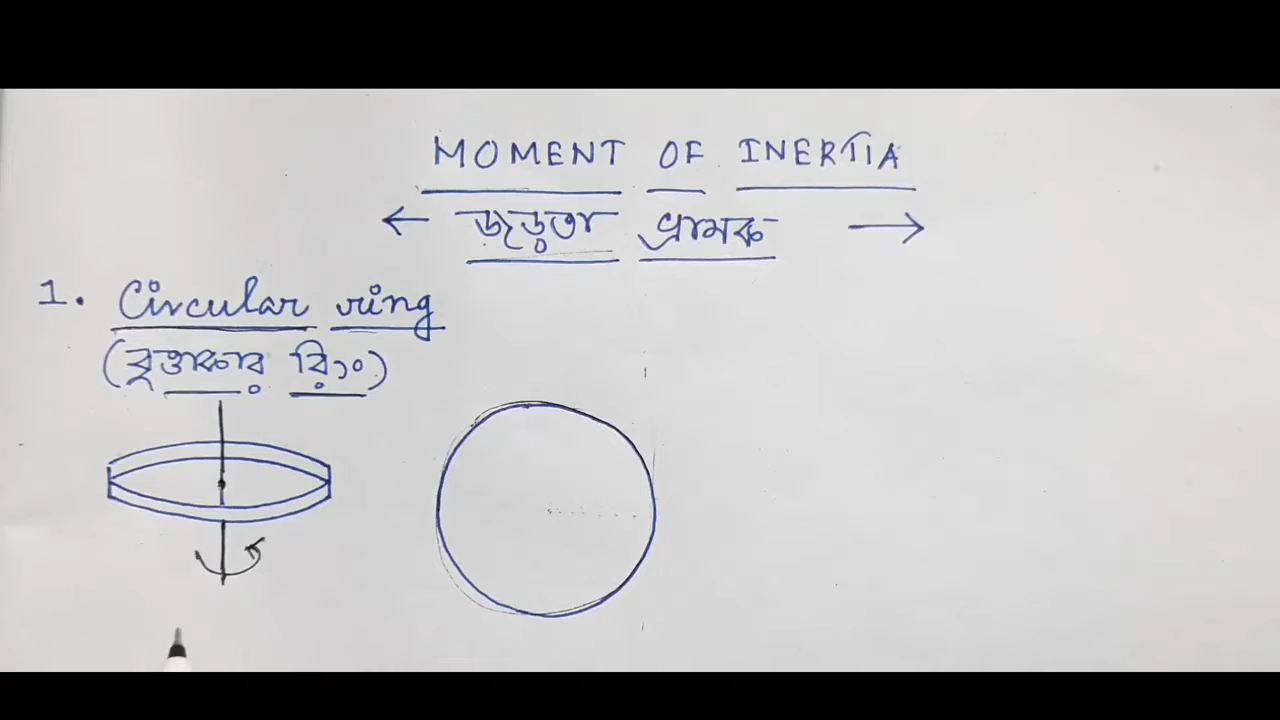 MOMENT OF INERTIA
← জড়তা ভ্রামক →
1. Circular ring
(বৃত্তাকার রিং)